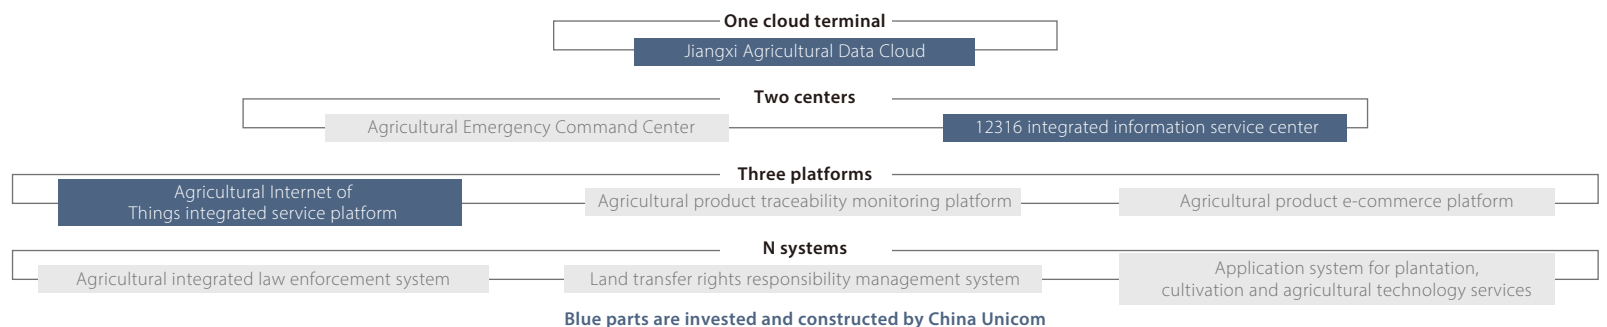 One cloud terminal
Jiangxi Agricultural Data Cloud
Two centers
Agricultural Emergency Command Center
12316 integrated information service center
Three platforms
Agricultural Internet of
Things integrated service platform
Agricultural product traceability monitoring platform
Agricultural product e-commerce platform
N systems
Agricultural integrated law enforcement system
Land transfer rights responsibility management system
Application system for plantation,
cultivation and agricultural technology services
Blue parts are invested and constructed by China Unicom